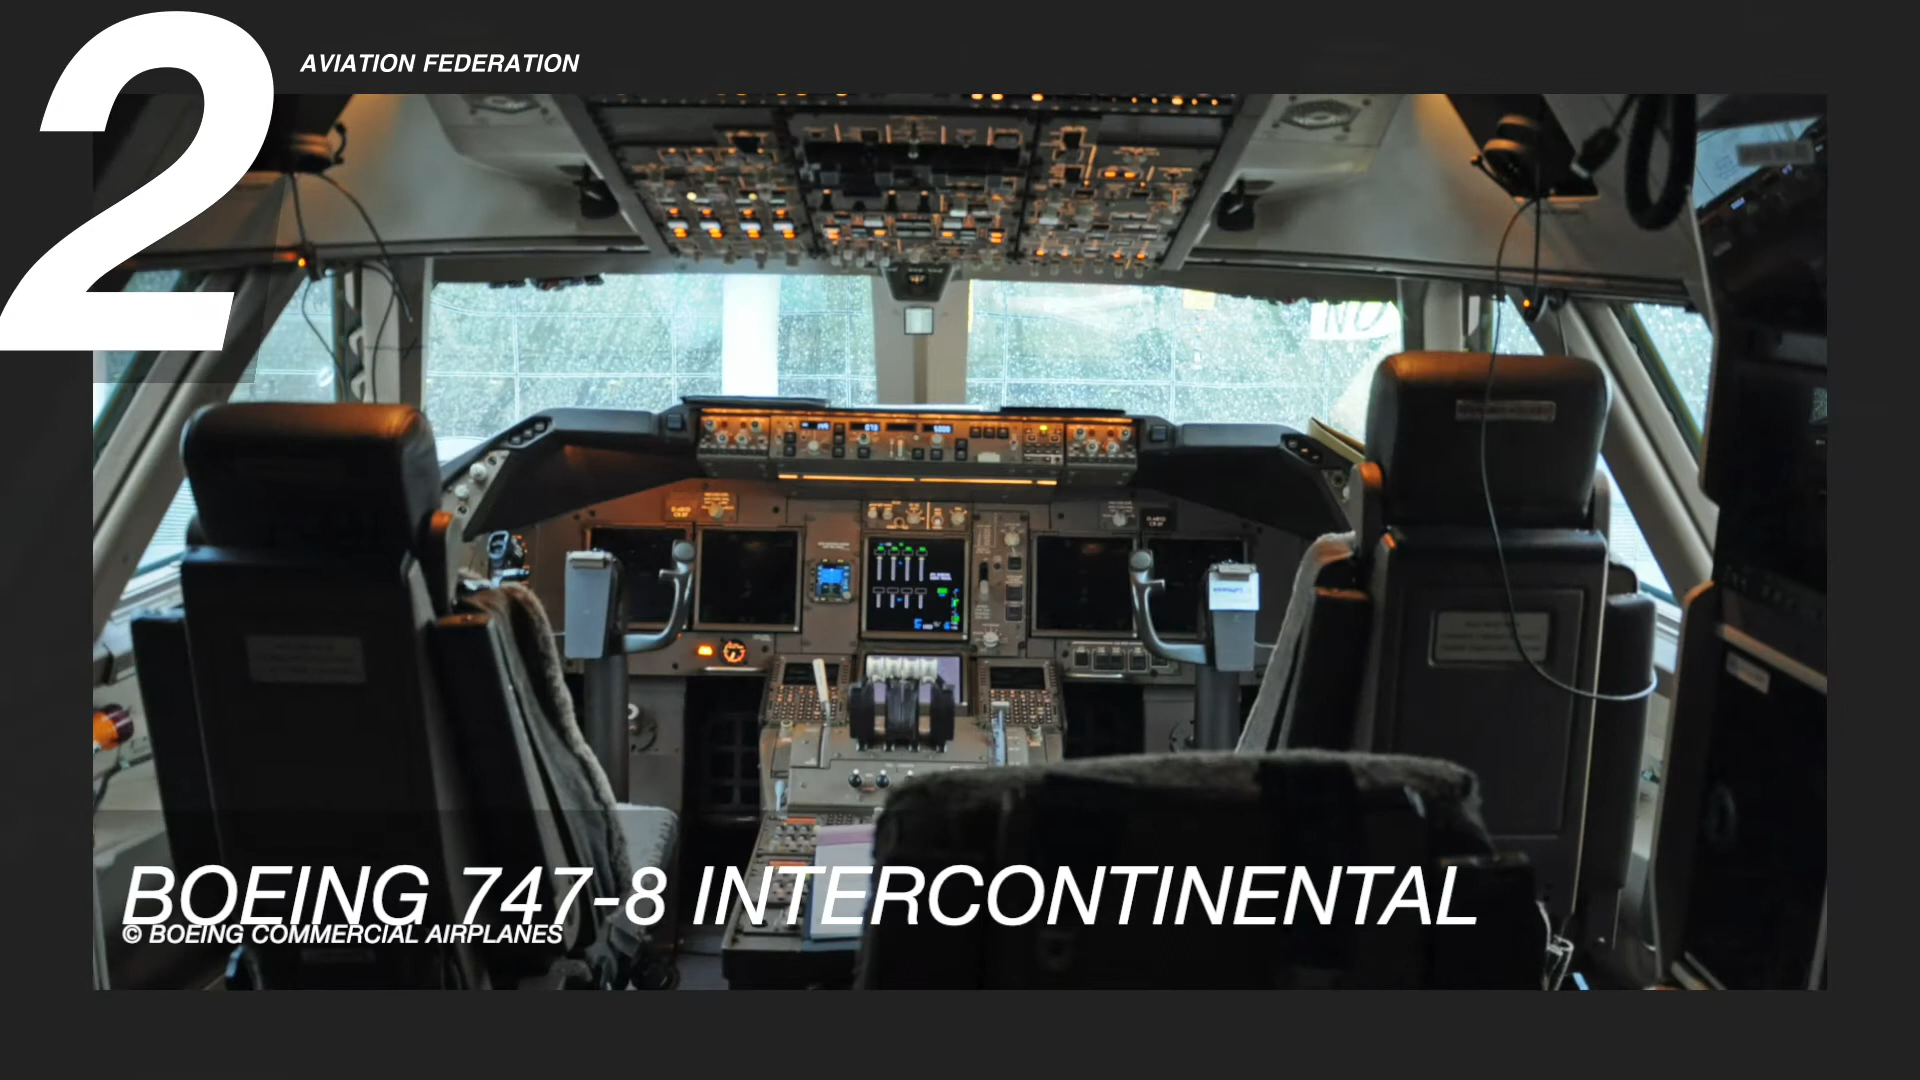 2
AVIATION FEDERATION
BOEING 747-8 INTERCONTINENTAL
© BOEING COMMERCIAL AIRPLANES